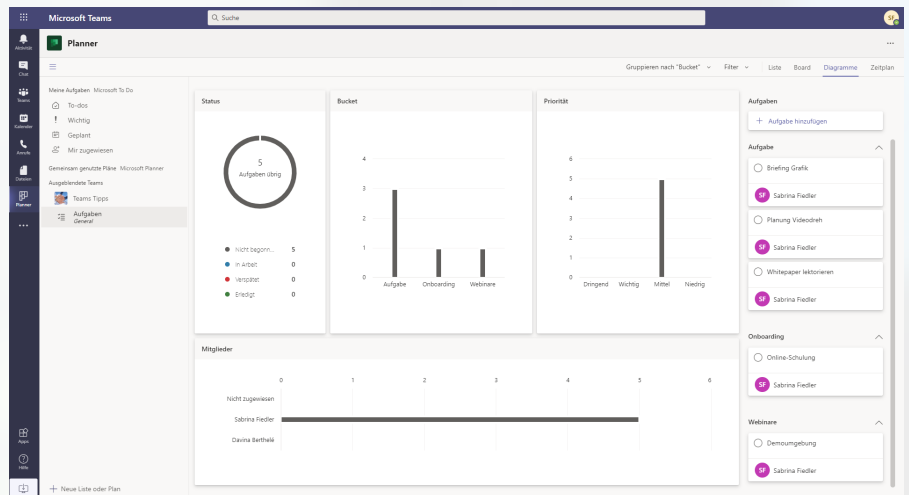 Microsoft Teams
Suche
SF
Aktivität
Chat
Teams
Kalender
Anrufe
Dateien
Planner
Apps
Hilfe
Planner
Gruppieren nach "Bucket"
Filter
Liste
Board
Diagramme
Zeitplan
Meine Aufgaben Microsoft To Do
To-dos
Wichtig
Geplant
Mir zugewiesen
Gemeinsam genutzte Pläne Microsoft Planner
Ausgeblendete Teams
Teams Tipps
Aufgaben
General
Neue Liste oder Plan
Status
5
Aufgaben übrig
Nicht begonn... 5
In Arbeit 0
Verspätet 0
Erledigt 0
Bucket
4
3
2
1
0
Aufgabe Onboarding Webinare
Priorität
6
5
4
3
2
1
0
Dringend Wichtig Mittel Niedrig
Mitglieder
0 1 2 3 4 5 6
Nicht zugewiesen
Sabrina Fiedler
Davina Berthelé
Aufgaben
+ Aufgabe hinzufügen
Aufgabe
Briefing Grafik
SF Sabrina Fiedler
Planung Videodreh
SF Sabrina Fiedler
Whitepaper lektorieren
SF Sabrina Fiedler
Onboarding
Online-Schulung
SF Sabrina Fiedler
Webinare
Demoumgebung
SF Sabrina Fiedler